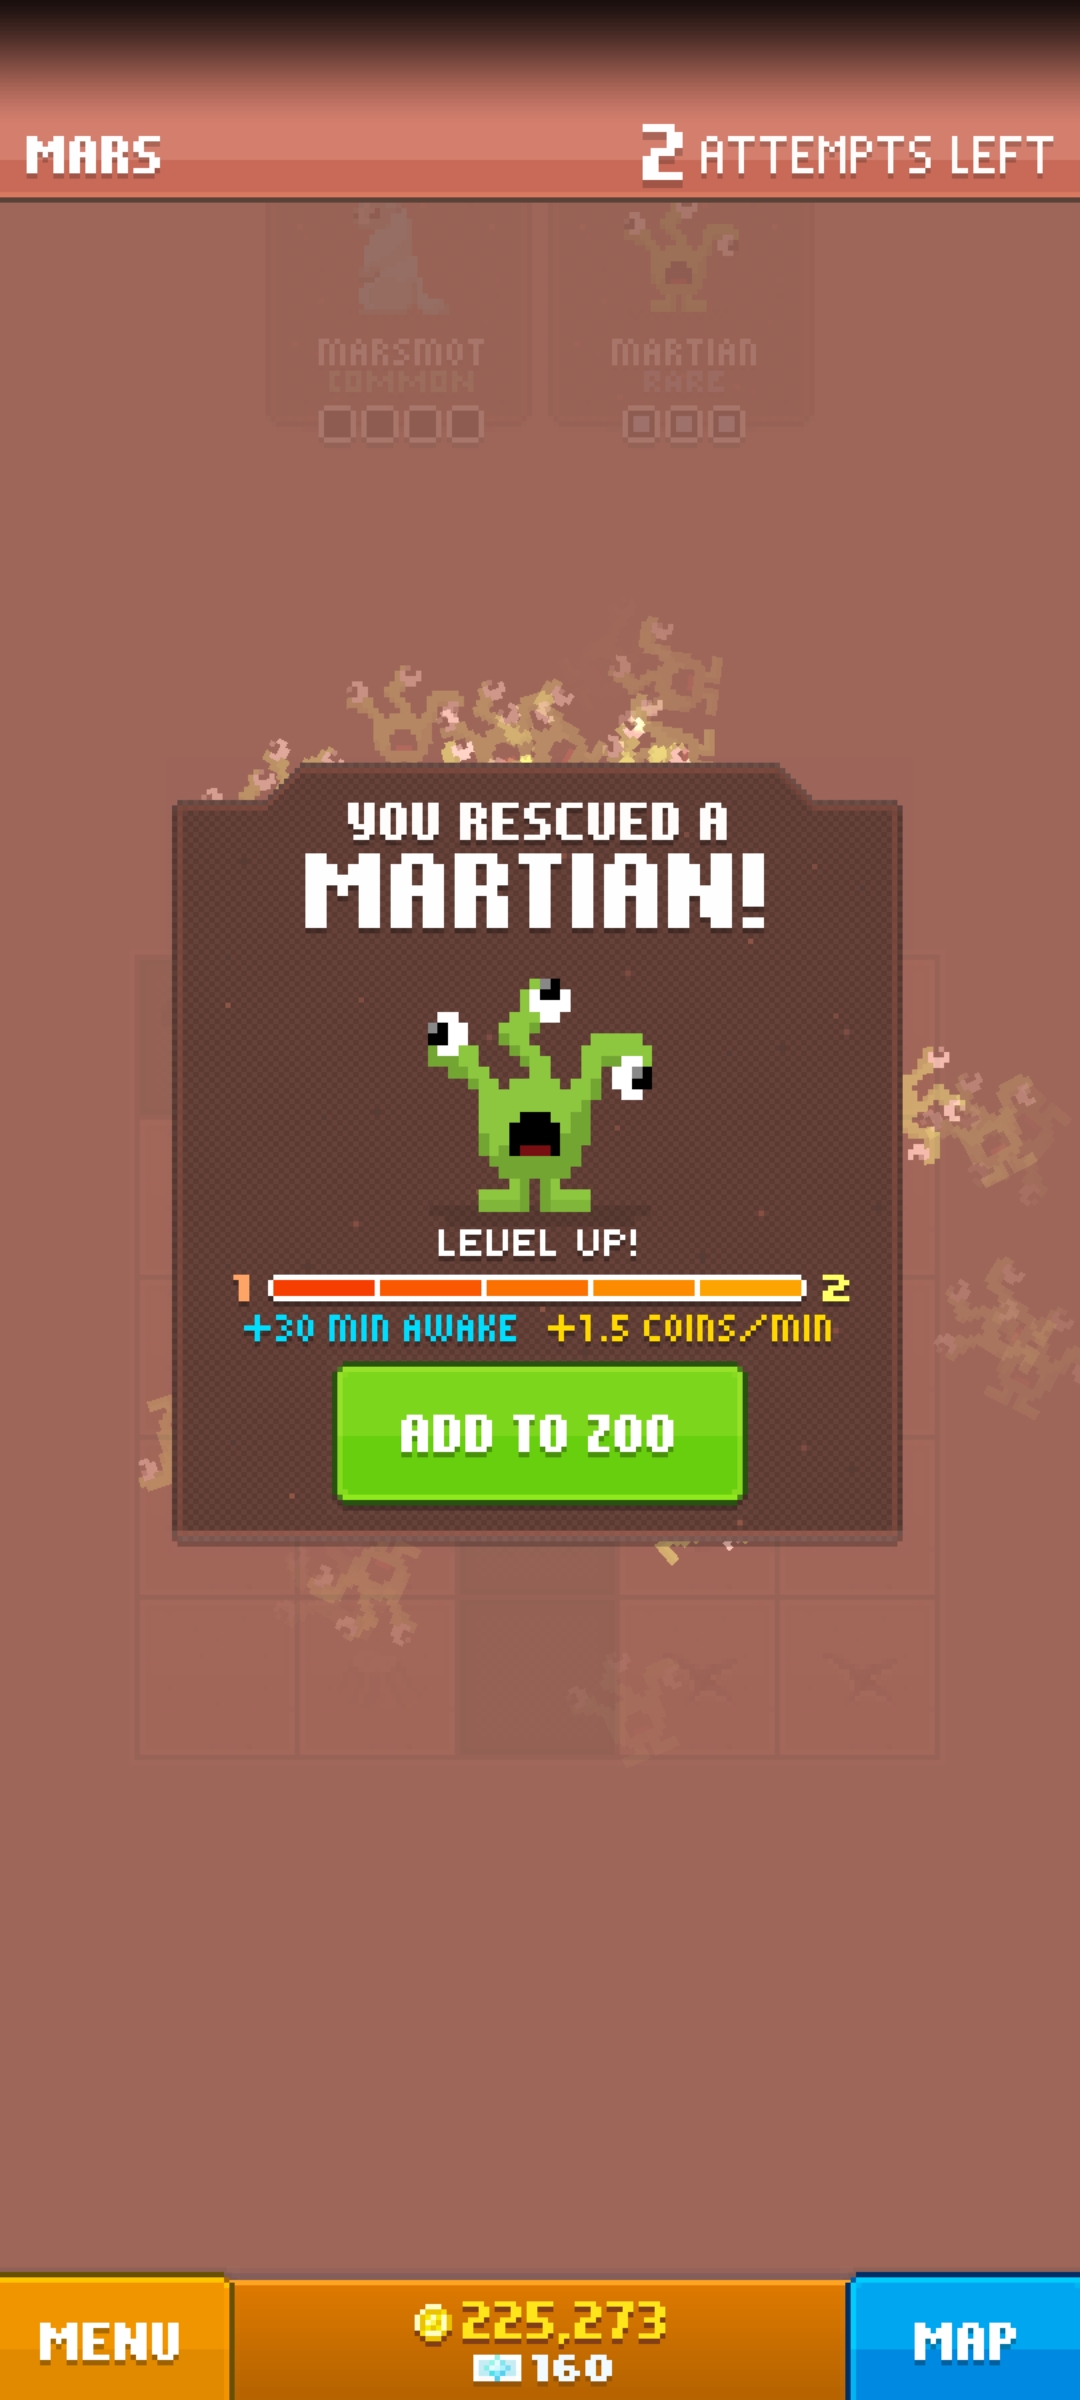 MARS
2 ATTEMPTS LEFT
MARSMOT
COMMON
MARTIAN
RARE
YOU RESCUED A
MARTIAN!
LEVEL UP!
1 2
+30 MIN AWAKE +1.5 COINS/MIN
ADD TO ZOO
MENU
225,273
160
MAP